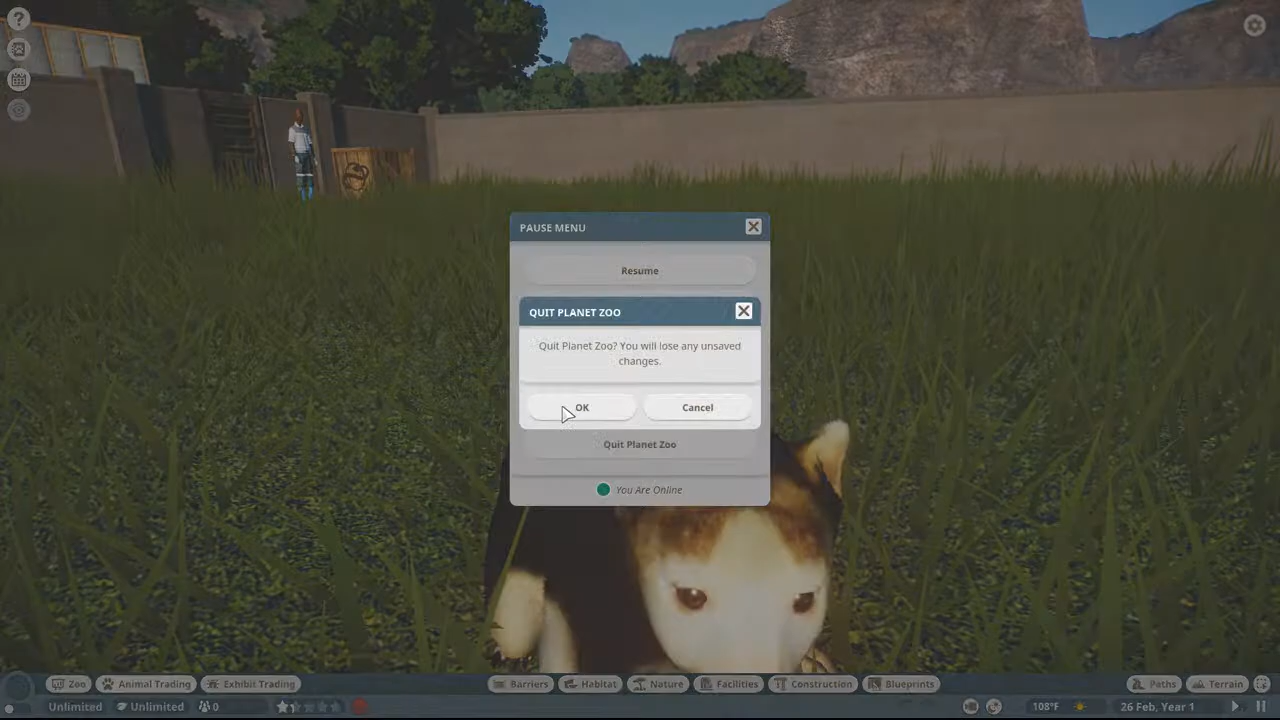 PAUSE MENU
Resume
QUIT PLANET ZOO
Quit Planet Zoo? You will lose any unsaved
changes.
OK Cancel
Quit Planet Zoo
You Are Online
Zoo Animal Trading Exhibit Trading Barriers Habitat Nature Facilities Construction Blueprints Paths Terrain
Unlimited Unlimited 0 108°F 26 Feb, Year 1